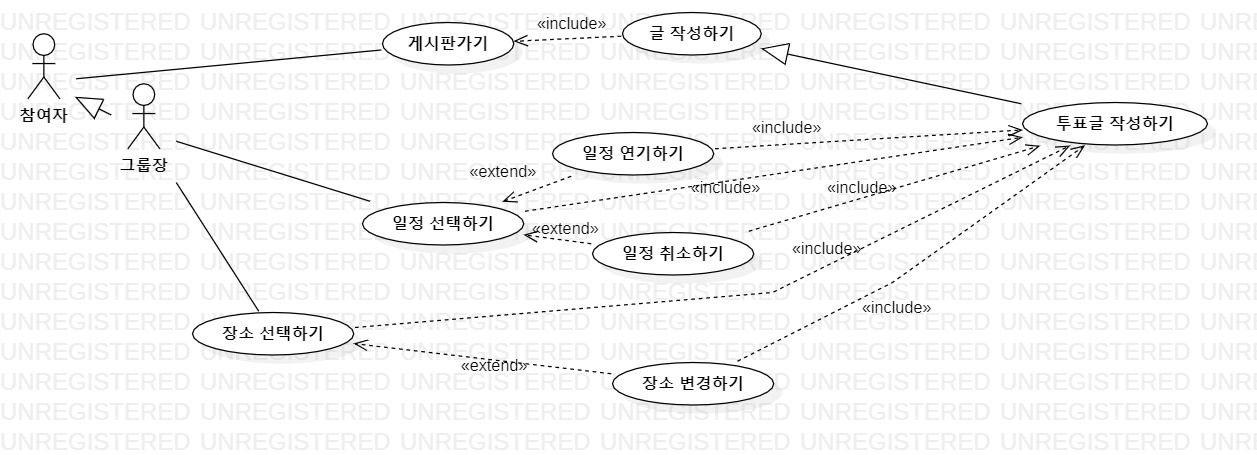 게시판가기
«include»
글 작성하기
참여자
그룹장
투표글 작성하기
«include»
일정 연기하기
«extend»
«include»
«include»
일정 선택하기
«extend»
일정 취소하기
«include»
«include»
장소 선택하기
«extend»
장소 변경하기
UNREGISTERED